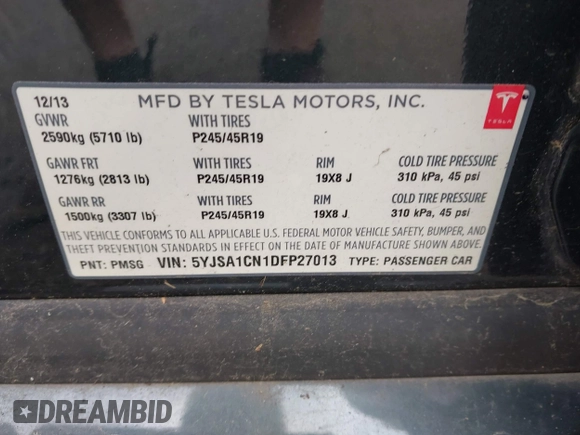 12/13 MFD BY TESLA MOTORS, INC.
TESLA
GVWR WITH TIRES
2590kg (5710 lb) P245/45R19
GAWR FRT WITH TIRES RIM COLD TIRE PRESSURE
1276kg (2813 lb) P245/45R19 19X8 J 310 kPa, 45 psi
GAWR RR WITH TIRES RIM COLD TIRE PRESSURE
1500kg (3307 lb) P245/45R19 19X8 J 310 kPa, 45 psi
THIS VEHICLE CONFORMS TO ALL APPLICABLE U.S. FEDERAL MOTOR VEHICLE SAFETY, BUMPER,
AND THEFT PREVENTION STANDARDS IN EFFECT ON THE DATE OF MANUFACTURE SHOWN ABOVE.
PNT: PMSG VIN: 5YJSA1CN1DFP27013 TYPE: PASSENGER CAR
DREAMBID